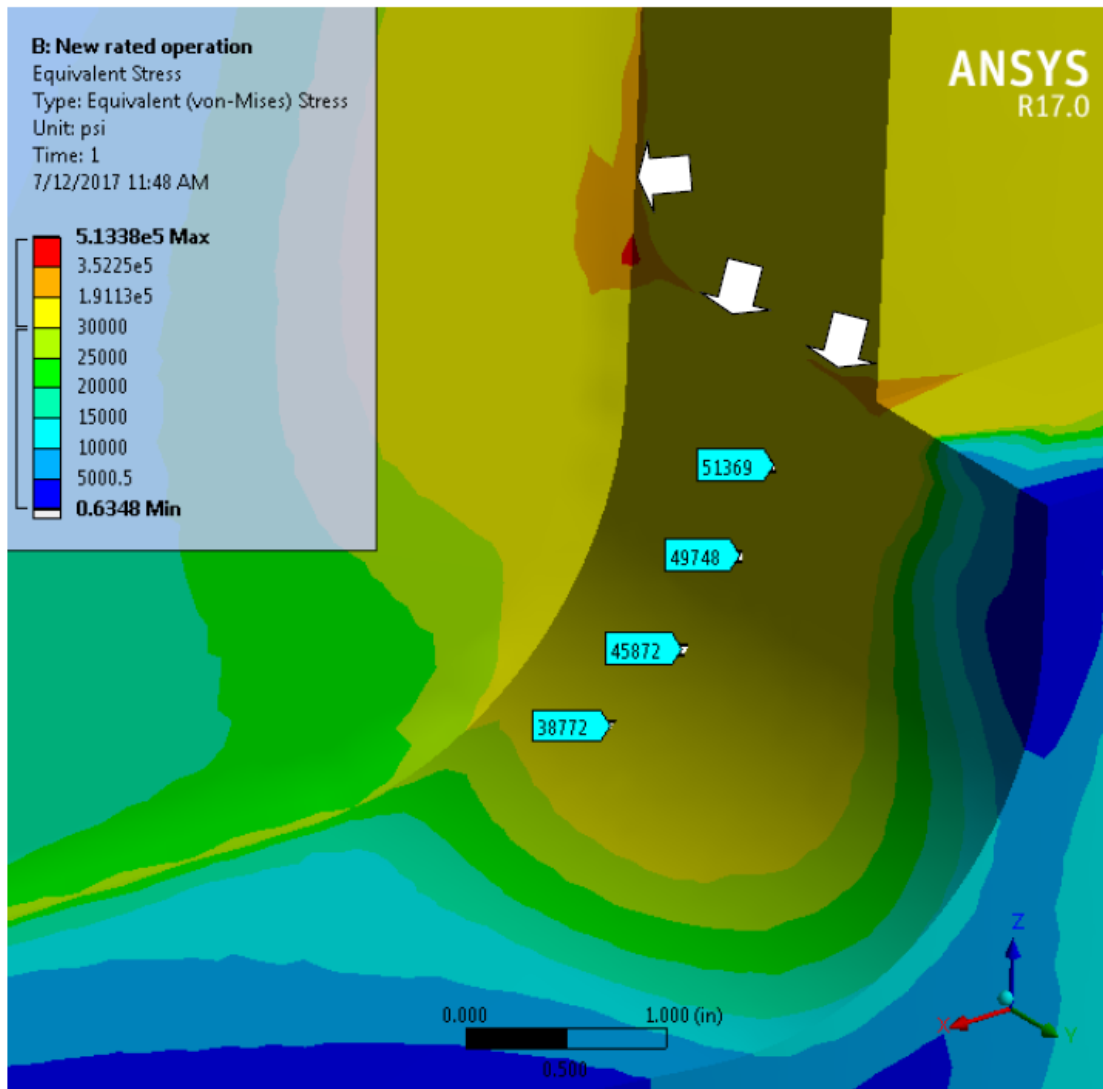 B: New rated operation
Equivalent Stress
Type: Equivalent (von-Mises) Stress
Unit: psi
Time: 1
7/12/2017 11:48 AM
5.1338e5 Max
3.5225e5
1.9113e5
30000
25000
20000
15000
10000
5000.5
0.6348 Min
ANSYS
R17.0
51369
49748
45872
38772
0.000
1.000 (in)
0.500
Z
X
Y